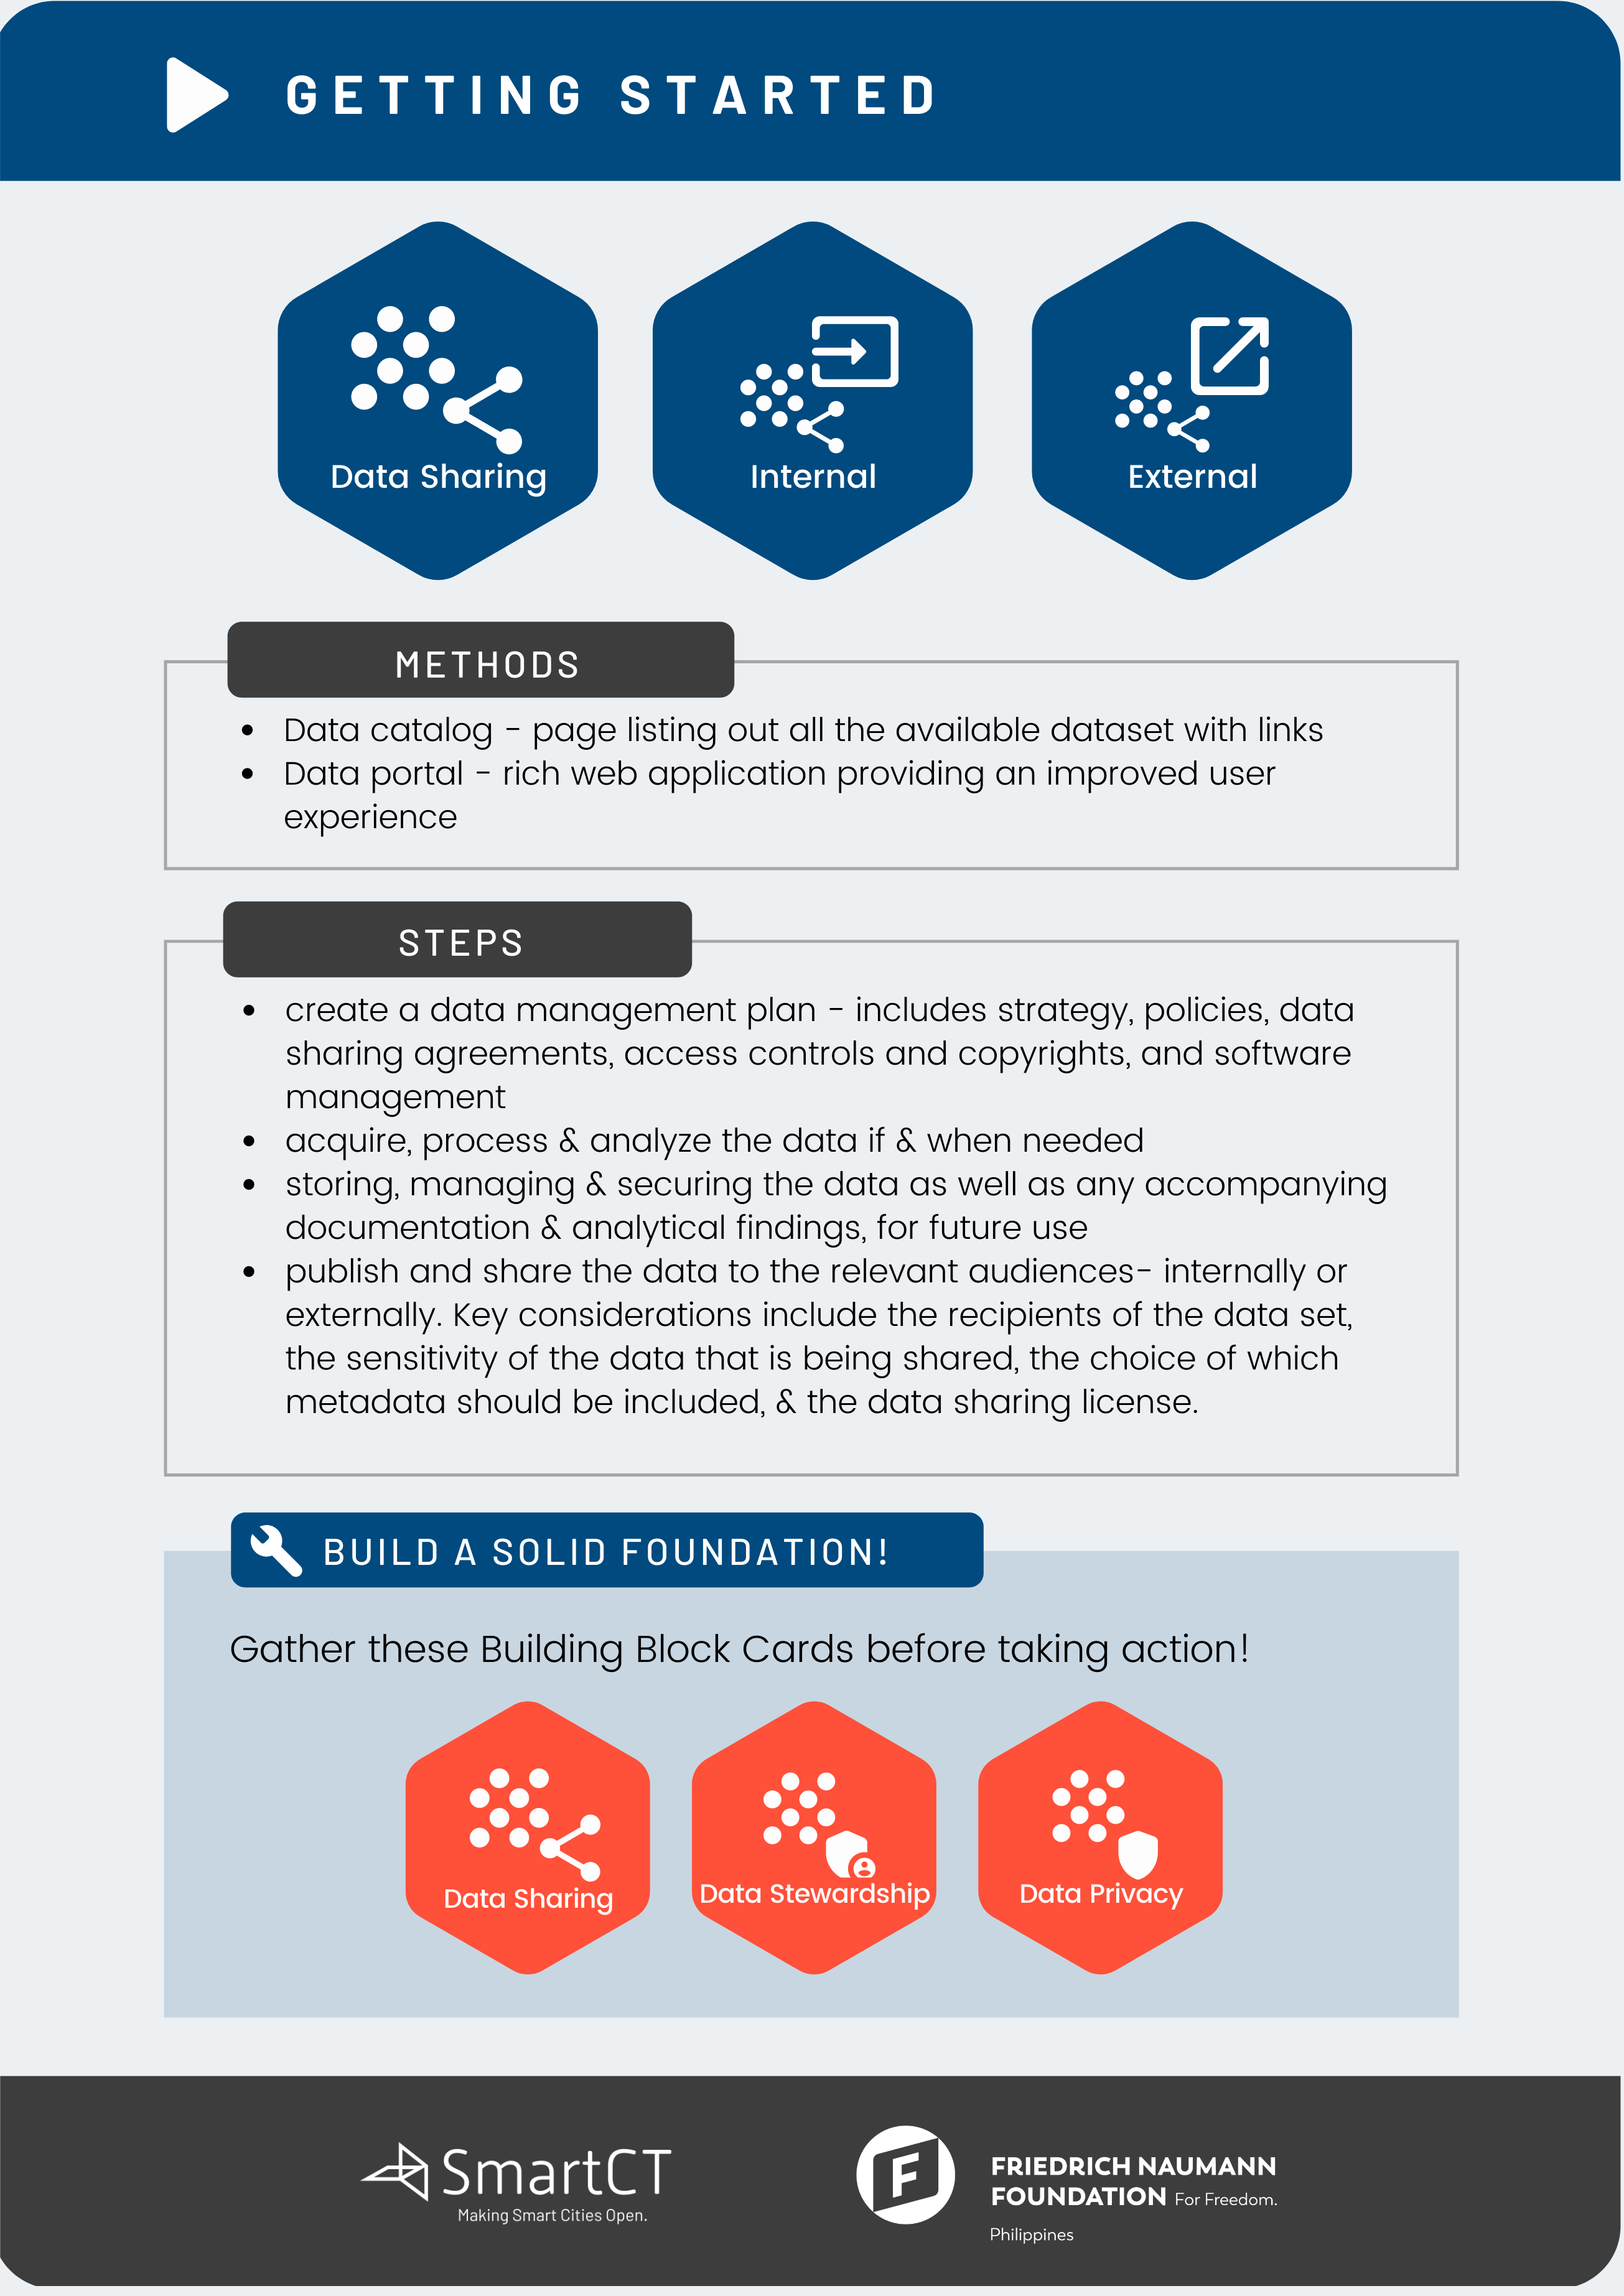 GETTING STARTED
Data Sharing
Internal
External
METHODS
• Data catalog - page listing out all the available dataset with links
• Data portal - rich web application providing an improved user
experience
STEPS
• create a data management plan - includes strategy, policies, data
sharing agreements, access controls and copyrights, and software
management
• acquire, process & analyze the data if & when needed
• storing, managing & securing the data as well as any accompanying
documentation & analytical findings, for future use
• publish and share the data to the relevant audiences- internally or
externally. Key considerations include the recipients of the data set,
the sensitivity of the data that is being shared, the choice of which
metadata should be included, & the data sharing license.
BUILD A SOLID FOUNDATION!
Gather these Building Block Cards before taking action!
Data Sharing
Data Stewardship
Data Privacy
SmartCT
Making Smart Cities Open.
F
FRIEDRICH NAUMANN
FOUNDATION For Freedom.
Philippines